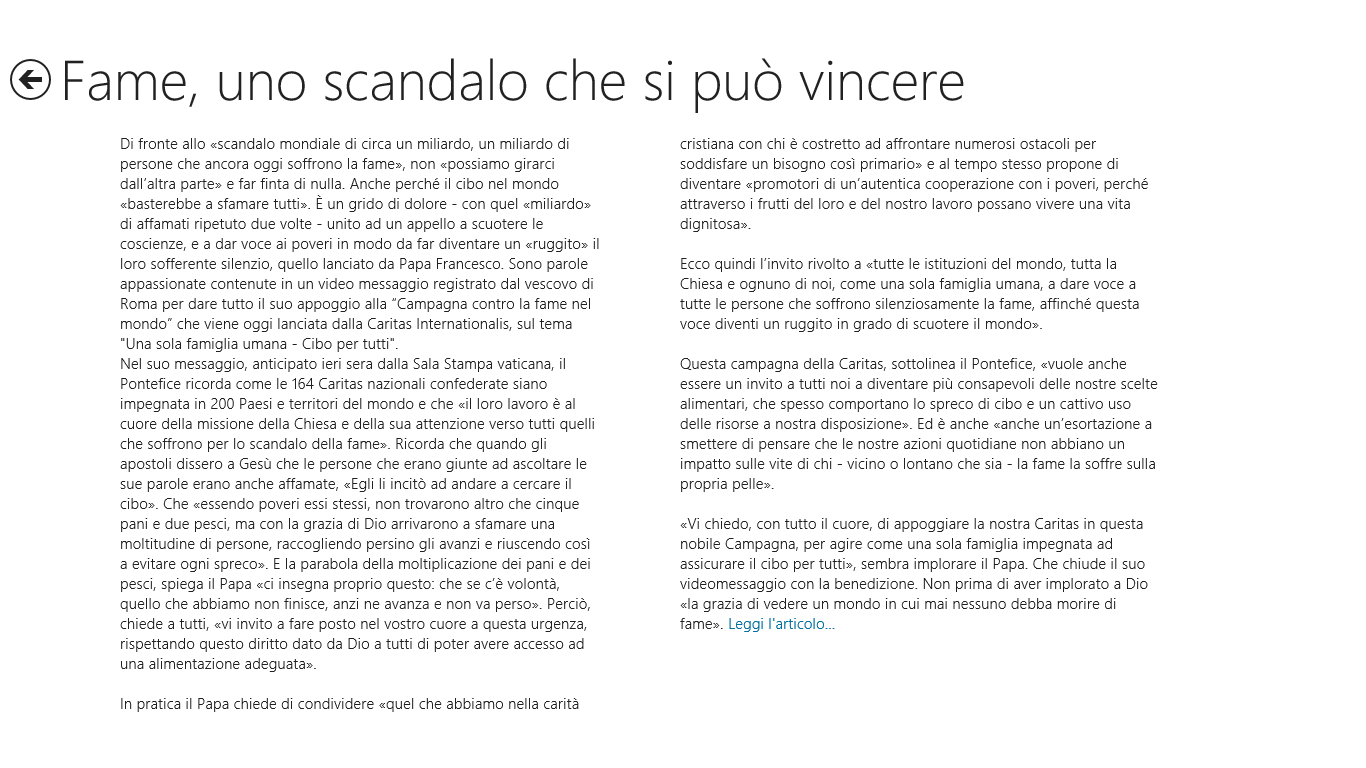 Fame, uno scandalo che si può vincere
Di fronte allo «scandalo mondiale di circa un miliardo, un miliardo di
persone che ancora oggi soffrono la fame», non «possiamo girarci
dall’altra parte» e far finta di nulla. Anche perché il cibo nel mondo
«basterebbe a sfamare tutti». È un grido di dolore - con quel «miliardo»
di affamati ripetuto due volte - unito ad un appello a scuotere le
coscienze, e a dar voce ai poveri in modo da far diventare un «ruggito» il
loro sofferente silenzio, quello lanciato da Papa Francesco. Sono parole
appassionate contenute in un video messaggio registrato dal vescovo di
Roma per dare tutto il suo appoggio alla “Campagna contro la fame nel
mondo” che viene oggi lanciata dalla Caritas Internationalis, sul tema
"Una sola famiglia umana - Cibo per tutti".
Nel suo messaggio, anticipato ieri sera dalla Sala Stampa vaticana, il
Pontefice ricorda come le 164 Caritas nazionali confederate siano
impegnata in 200 Paesi e territori del mondo e che «il loro lavoro è al
cuore della missione della Chiesa e della sua attenzione verso tutti quelli
che soffrono per lo scandalo della fame». Ricorda che quando gli
apostoli dissero a Gesù che le persone che erano giunte ad ascoltare le
sue parole erano anche affamate, «Egli li incitò ad andare a cercare il
cibo». Che «essendo poveri essi stessi, non trovarono altro che cinque
pani e due pesci, ma con la grazia di Dio arrivarono a sfamare una
moltitudine di persone, raccogliendo persino gli avanzi e riuscendo così
a evitare ogni spreco». E la parabola della moltiplicazione dei pani e dei
pesci, spiega il Papa «ci insegna proprio questo: che se c’è volontà,
quello che abbiamo non finisce, anzi ne avanza e non va perso». Perciò,
chiede a tutti, «vi invito a fare posto nel vostro cuore a questa urgenza,
rispettando questo diritto dato da Dio a tutti di poter avere accesso ad
una alimentazione adeguata».
In pratica il Papa chiede di condividere «quel che abbiamo nella carità
cristiana con chi è costretto ad affrontare numerosi ostacoli per
soddisfare un bisogno così primario» e al tempo stesso propone di
diventare «promotori di un’autentica cooperazione con i poveri, perché
attraverso i frutti del loro e del nostro lavoro possano vivere una vita
dignitosa».
Ecco quindi l’invito rivolto a «tutte le istituzioni del mondo, tutta la
Chiesa e ognuno di noi, come una sola famiglia umana, a dare voce a
tutte le persone che soffrono silenziosamente la fame, affinché questa
voce diventi un ruggito in grado di scuotere il mondo».
Questa campagna della Caritas, sottolinea il Pontefice, «vuole anche
essere un invito a tutti noi a diventare più consapevoli delle nostre scelte
alimentari, che spesso comportano lo spreco di cibo e un cattivo uso
delle risorse a nostra disposizione». Ed è anche «anche un’esortazione a
smettere di pensare che le nostre azioni quotidiane non abbiano un
impatto sulle vite di chi - vicino o lontano che sia - la fame la soffre sulla
propria pelle».
«Vi chiedo, con tutto il cuore, di appoggiare la nostra Caritas in questa
nobile Campagna, per agire come una sola famiglia impegnata ad
assicurare il cibo per tutti», sembra implorare il Papa. Che chiude il suo
videomessaggio con la benedizione. Non prima di aver implorato a Dio
«la grazia di vedere un mondo in cui mai nessuno debba morire di
fame». Leggi l'articolo...